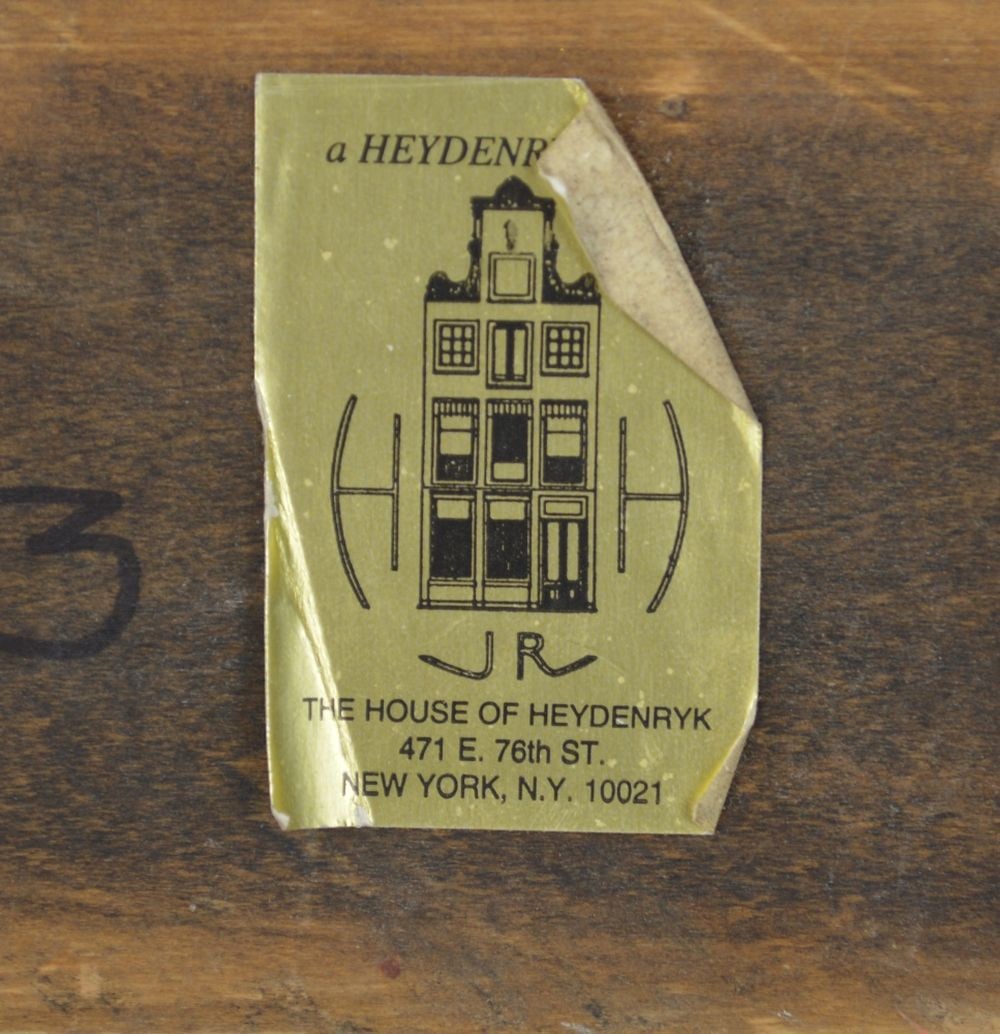 a HEYDENR
3
H H
JR
THE HOUSE OF HEYDENRYK
471 E. 76th ST.
NEW YORK, N.Y. 10021